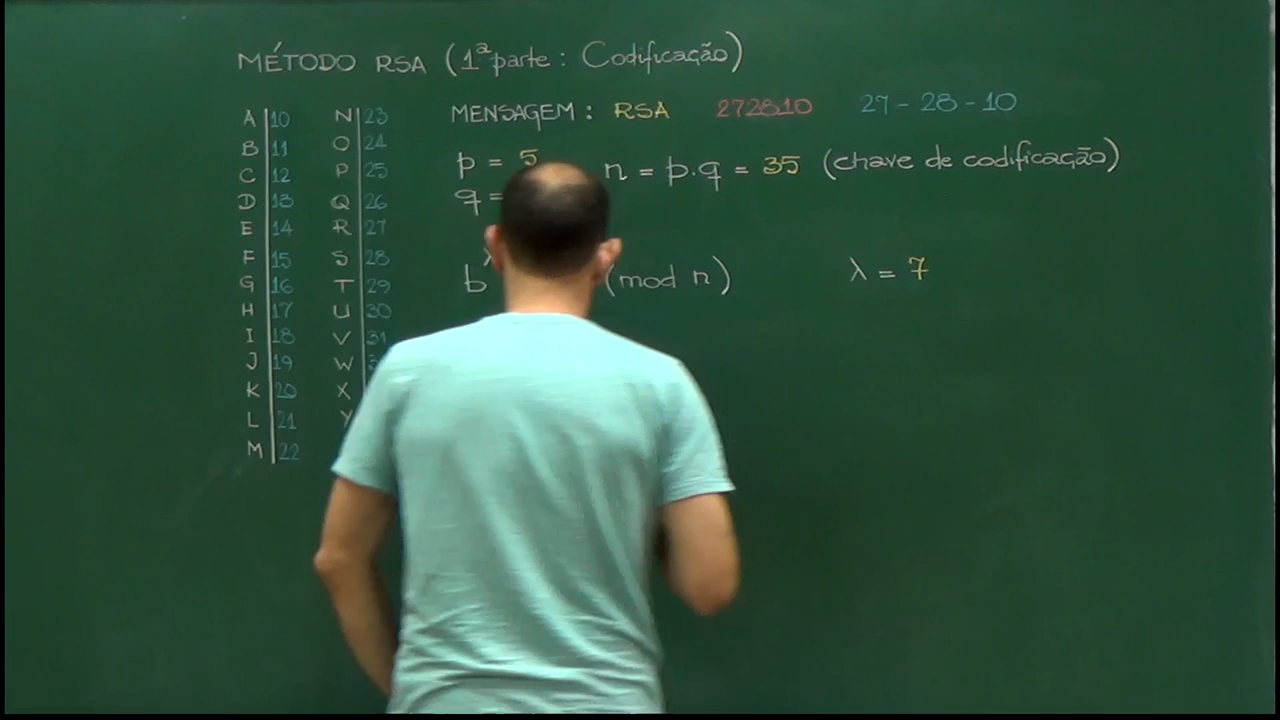 MÉTODO RSA (1ª parte: Codificação)
MENSAGEM: RSA 272810 27-28-10
p = 5
n = p.q = 35 (chave de codificação)
q =
b (mod n)
λ = 7
A 10 N 23
B 11 O 24
C 12 P 25
D 13 Q 26
E 14 R 27
F 15 S 28
G 16 T 29
H 17 U 30
I 18 V 31
J 19 W
K 20 X
L 21 Y
M 22